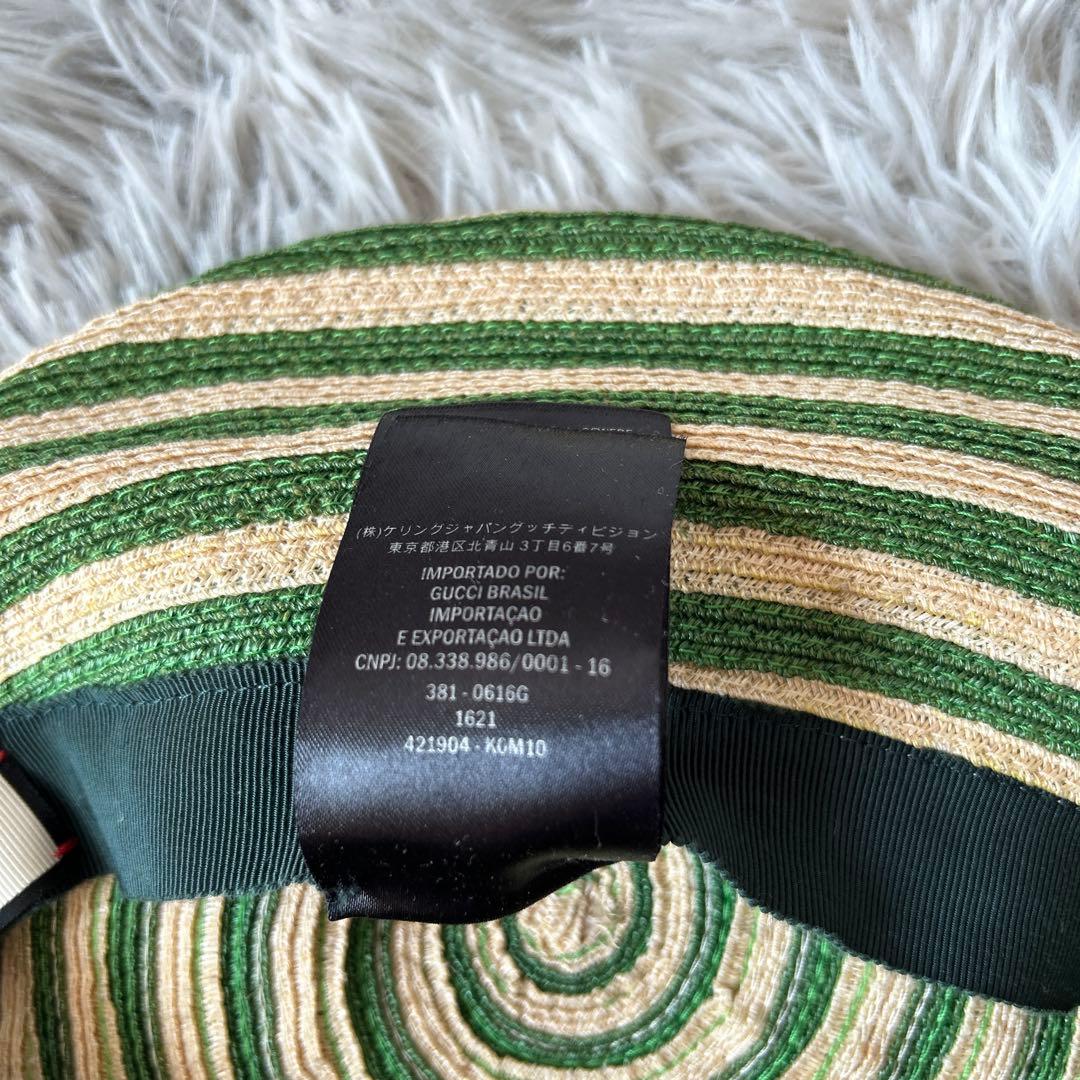 (株)ケリングジャパングッチディビジョン
東京都港区北青山 3丁目6番7号
IMPORTADO POR:
GUCCI BRASIL
IMPORTAÇAO
E EXPORTAÇAO LTDA
CNPJ: 08.338.986/0001 - 16
381 - 0616G
1621
421904 - K0M10